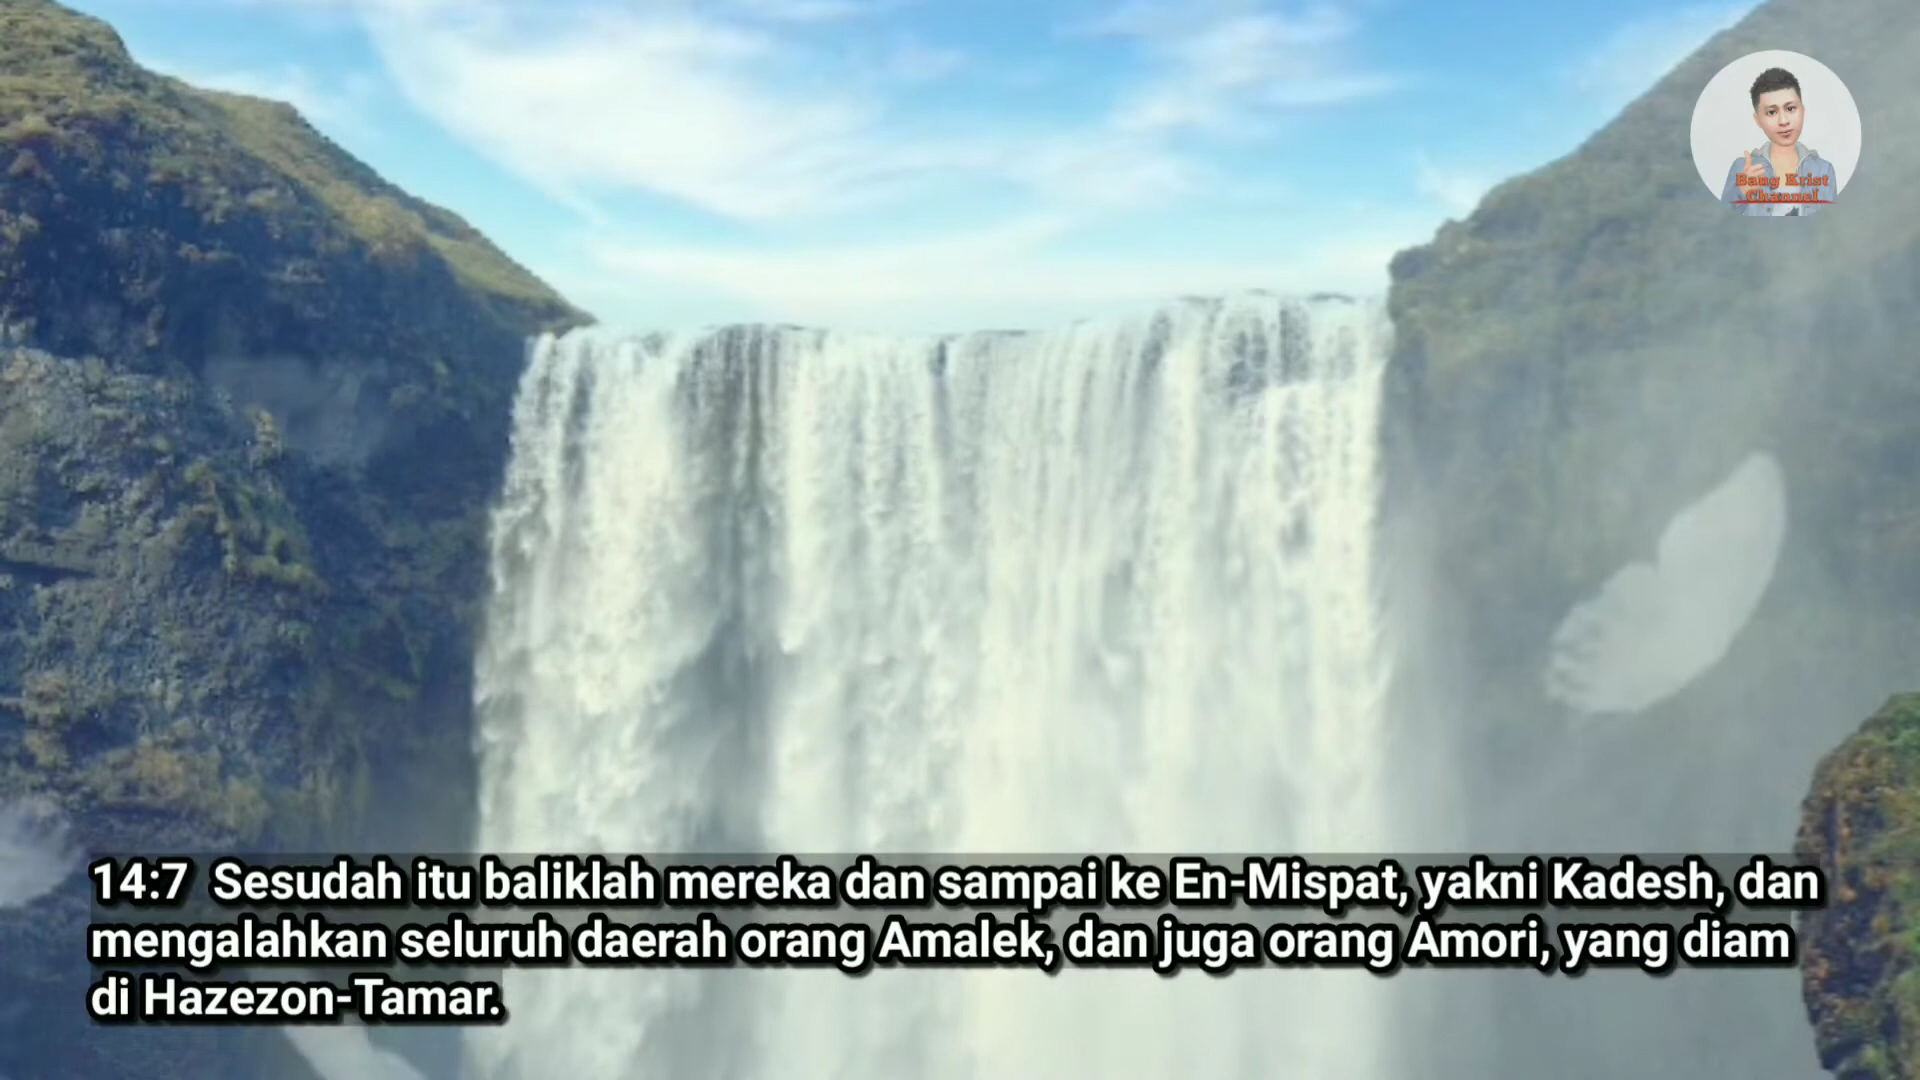 Bang Krist
Channel
14:7 Sesudah itu baliklah mereka dan sampai ke En-Mispat, yakni Kadesh, dan
mengalahkan seluruh daerah orang Amalek, dan juga orang Amori, yang diam
di Hazezon-Tamar.